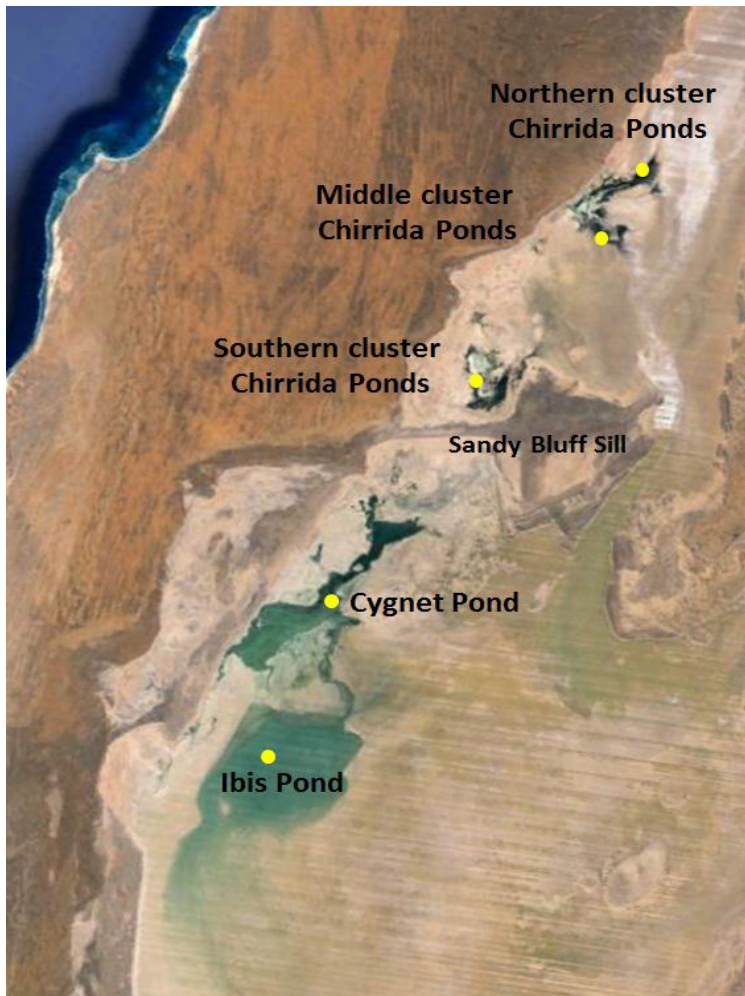 Northern cluster
Chirrida Ponds
Middle cluster
Chirrida Ponds
Southern cluster
Chirrida Ponds
Sandy Bluff Sill
Cygnet Pond
Ibis Pond